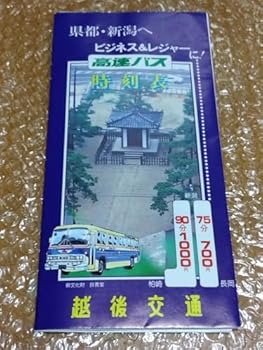 県都・新潟へ
ビジネス&レジャーに!
高速バス
時刻表
新潟
90分 1000円
75分 700円
柏崎
長岡
越後交通